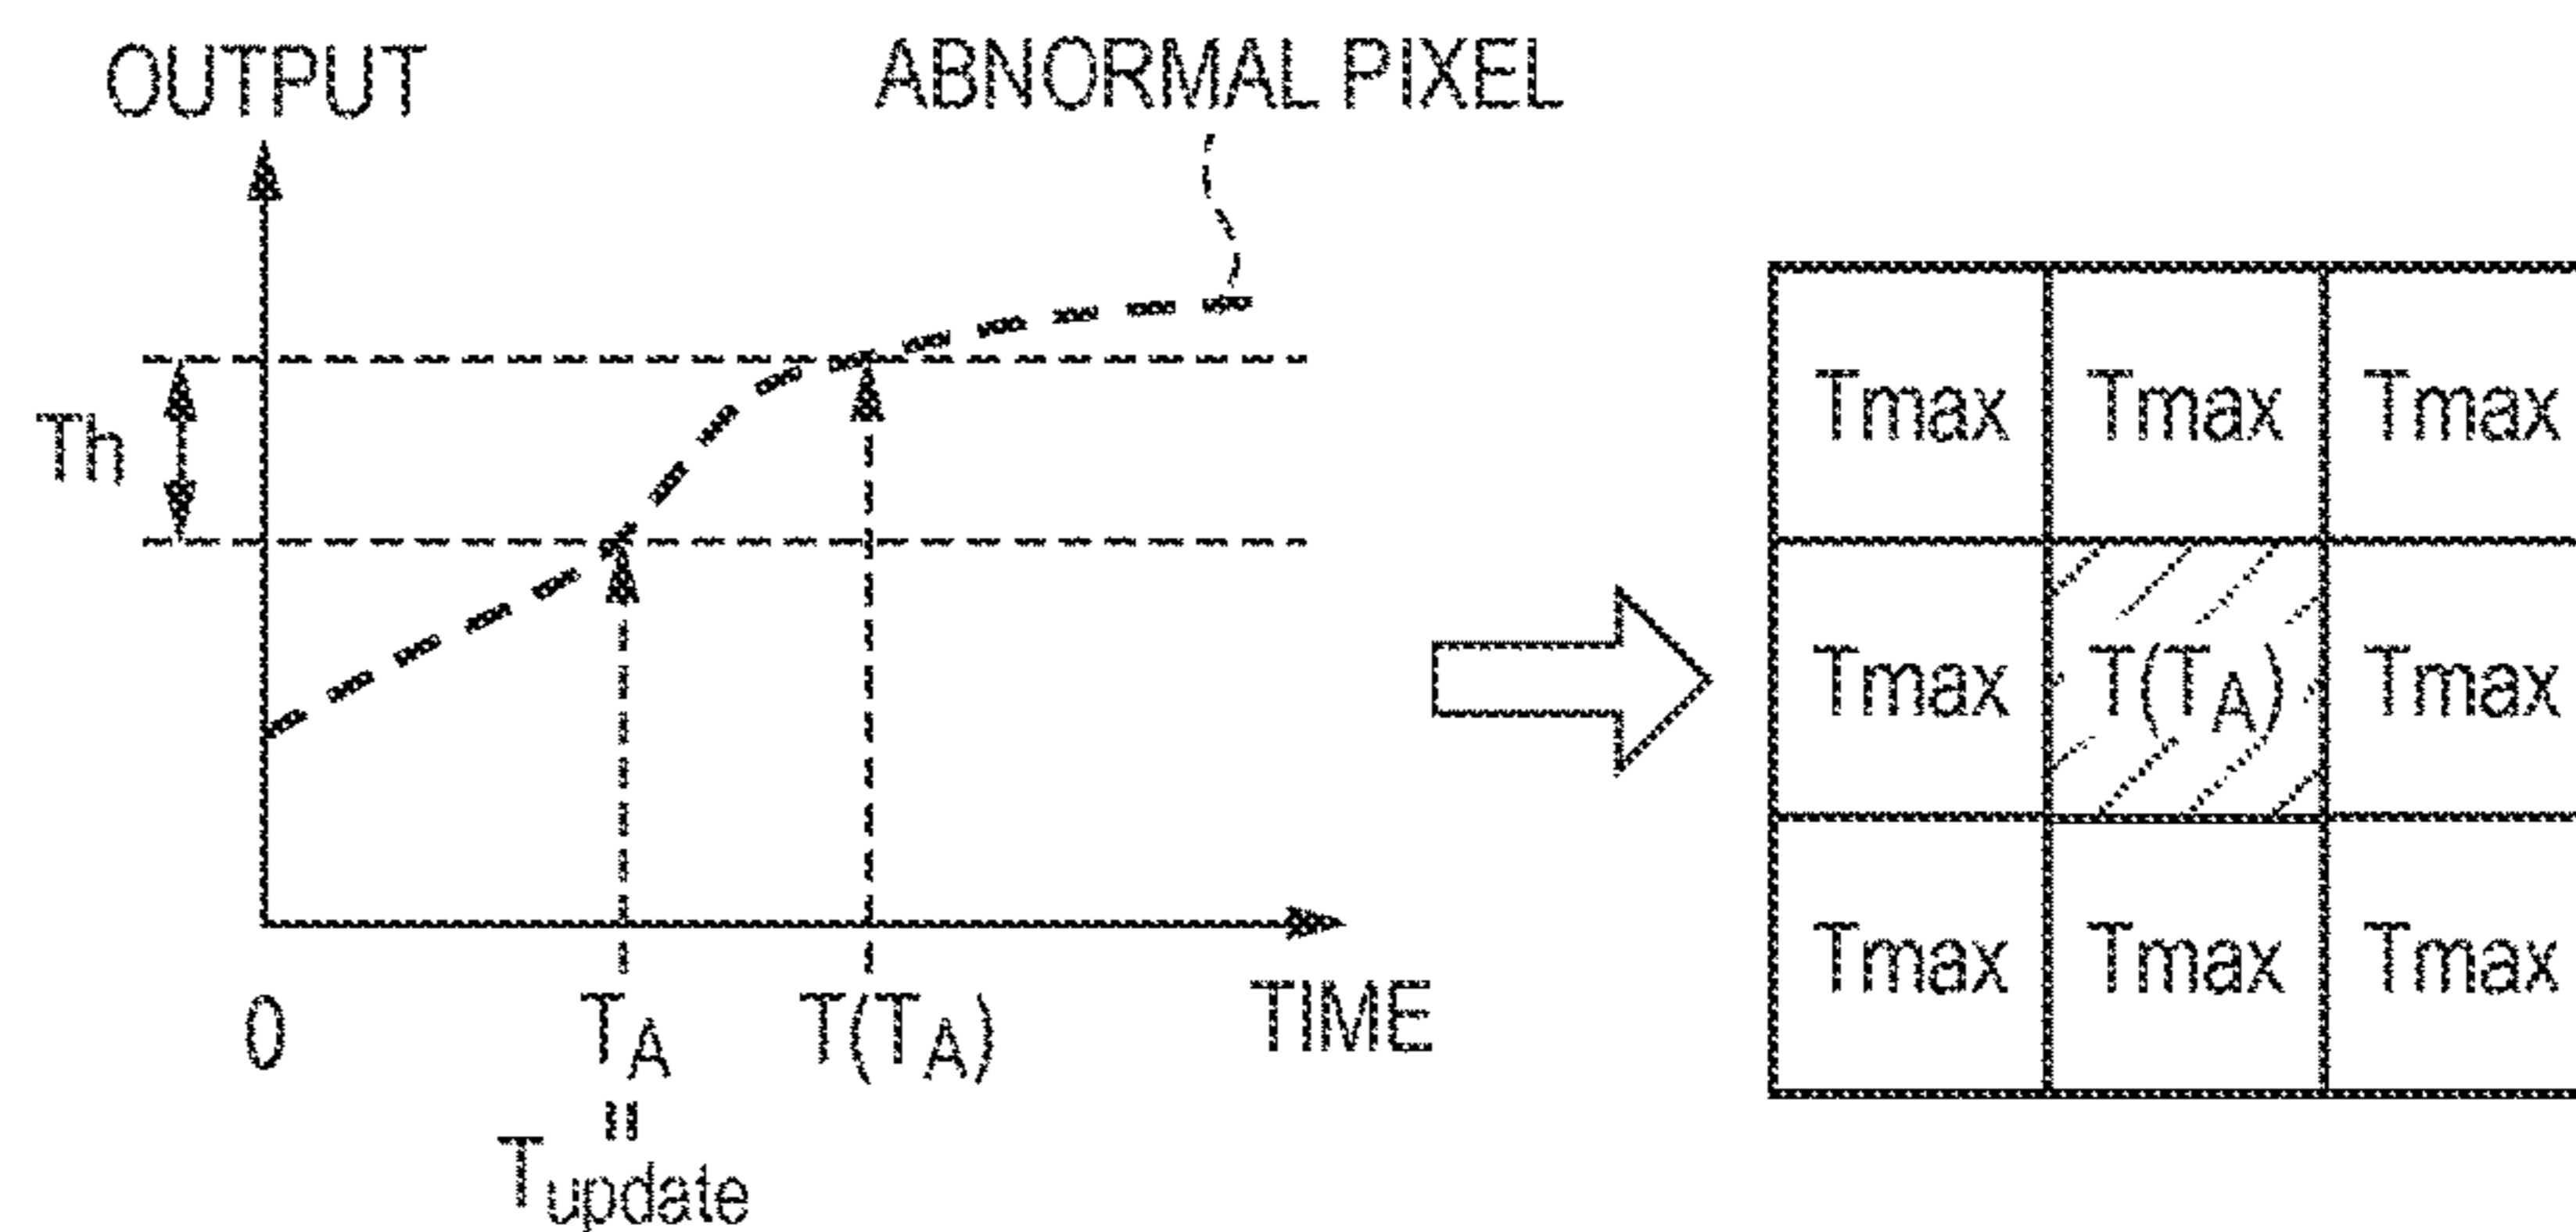 OUTPUT
ABNORMAL PIXEL
Th
0
TA
T(TA)
TIME
=
Tupdate
Tmax Tmax Tmax
Tmax T(TA) Tmax
Tmax Tmax Tmax